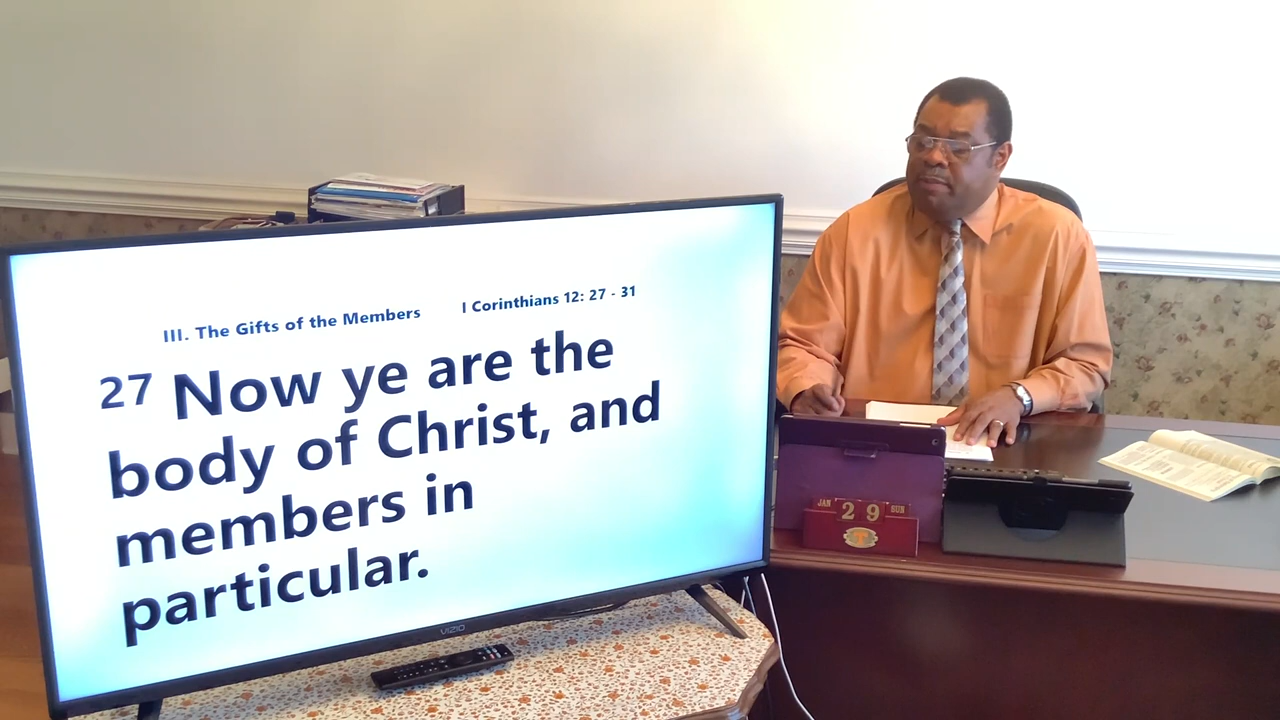 III. The Gifts of the Members I Corinthians 12: 27 - 31
27 Now ye are the
body of Christ, and
members in
particular.
VIZIO
JAN 29 SUN
T